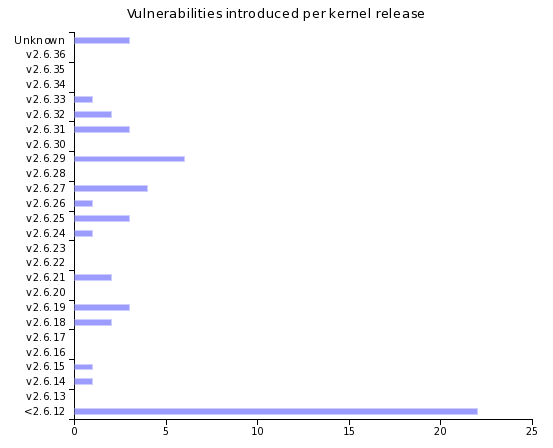 Vulnerabilities introduced per kernel release
Unknown
v2.6.36
v2.6.35
v2.6.34
v2.6.33
v2.6.32
v2.6.31
v2.6.30
v2.6.29
v2.6.28
v2.6.27
v2.6.26
v2.6.25
v2.6.24
v2.6.23
v2.6.22
v2.6.21
v2.6.20
v2.6.19
v2.6.18
v2.6.17
v2.6.16
v2.6.15
v2.6.14
v2.6.13
<2.6.12
0 5 10 15 20 25